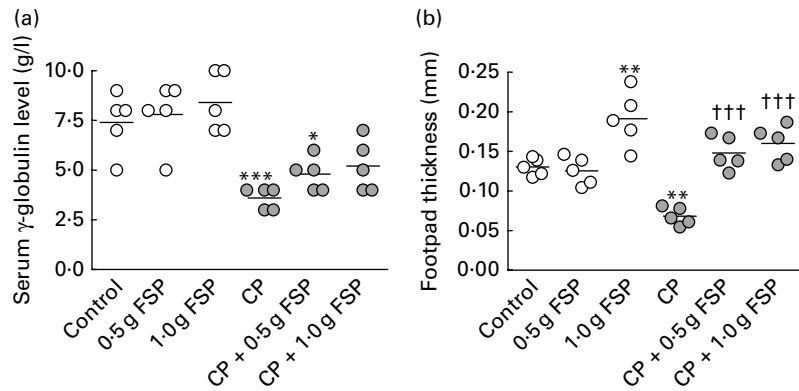 (a)
Serum γ-globulin level (g/l)
10·0
7·5
5·0
2·5
0·0
***
*
Control
0·5 g FSP
1·0 g FSP
CP
CP + 0·5 g FSP
CP + 1·0 g FSP
(b)
Footpad thickness (mm)
0·25
0·20
0·15
0·10
0·05
0·00
**
**
†††
†††
Control
0·5 g FSP
1·0 g FSP
CP
CP + 0·5 g FSP
CP + 1·0 g FSP